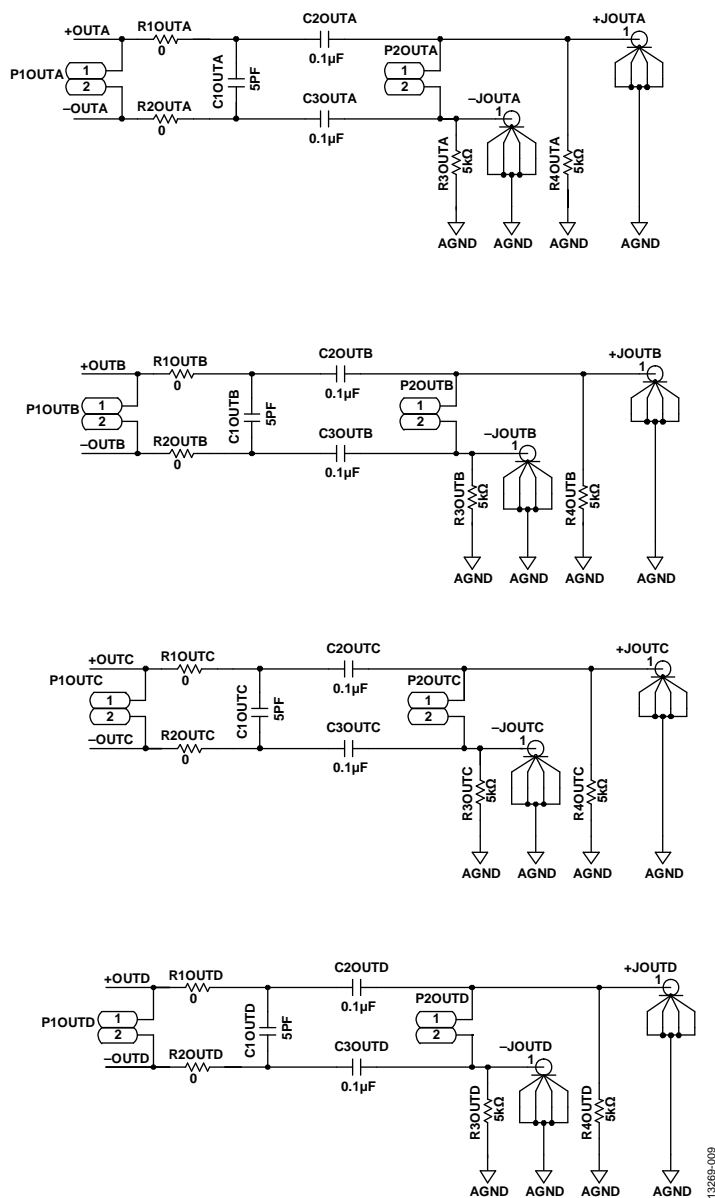 +OUTA R1OUTA C2OUTA +JOUTA
0 0.1µF 1
P1OUTA 1 2
C1OUTA 5PF
P2OUTA 1 2
–OUTA R2OUTA C3OUTA –JOUTA
0 0.1µF 1
R3OUTA 5kΩ
R4OUTA 5kΩ
AGND AGND AGND AGND
+OUTB R1OUTB C2OUTB +JOUTB
0 0.1µF 1
P1OUTB 1 2
C1OUTB 5PF
P2OUTB 1 2
–OUTB R2OUTB C3OUTB –JOUTB
0 0.1µF 1
R3OUTB 5kΩ
R4OUTB 5kΩ
AGND AGND AGND AGND
+OUTC R1OUTC C2OUTC +JOUTC
0 0.1µF 1
P1OUTC 1 2
C1OUTC 5PF
P2OUTC 1 2
–OUTC R2OUTC C3OUTC –JOUTC
0 0.1µF 1
R3OUTC 5kΩ
R4OUTC 5kΩ
AGND AGND AGND AGND
+OUTD R1OUTD C2OUTD +JOUTD
0 0.1µF 1
P1OUTD 1 2
C1OUTD 5PF
P2OUTD 1 2
–OUTD R2OUTD C3OUTD –JOUTD
0 0.1µF 1
R3OUTD 5kΩ
R4OUTD 5kΩ
AGND AGND AGND AGND
13269-009